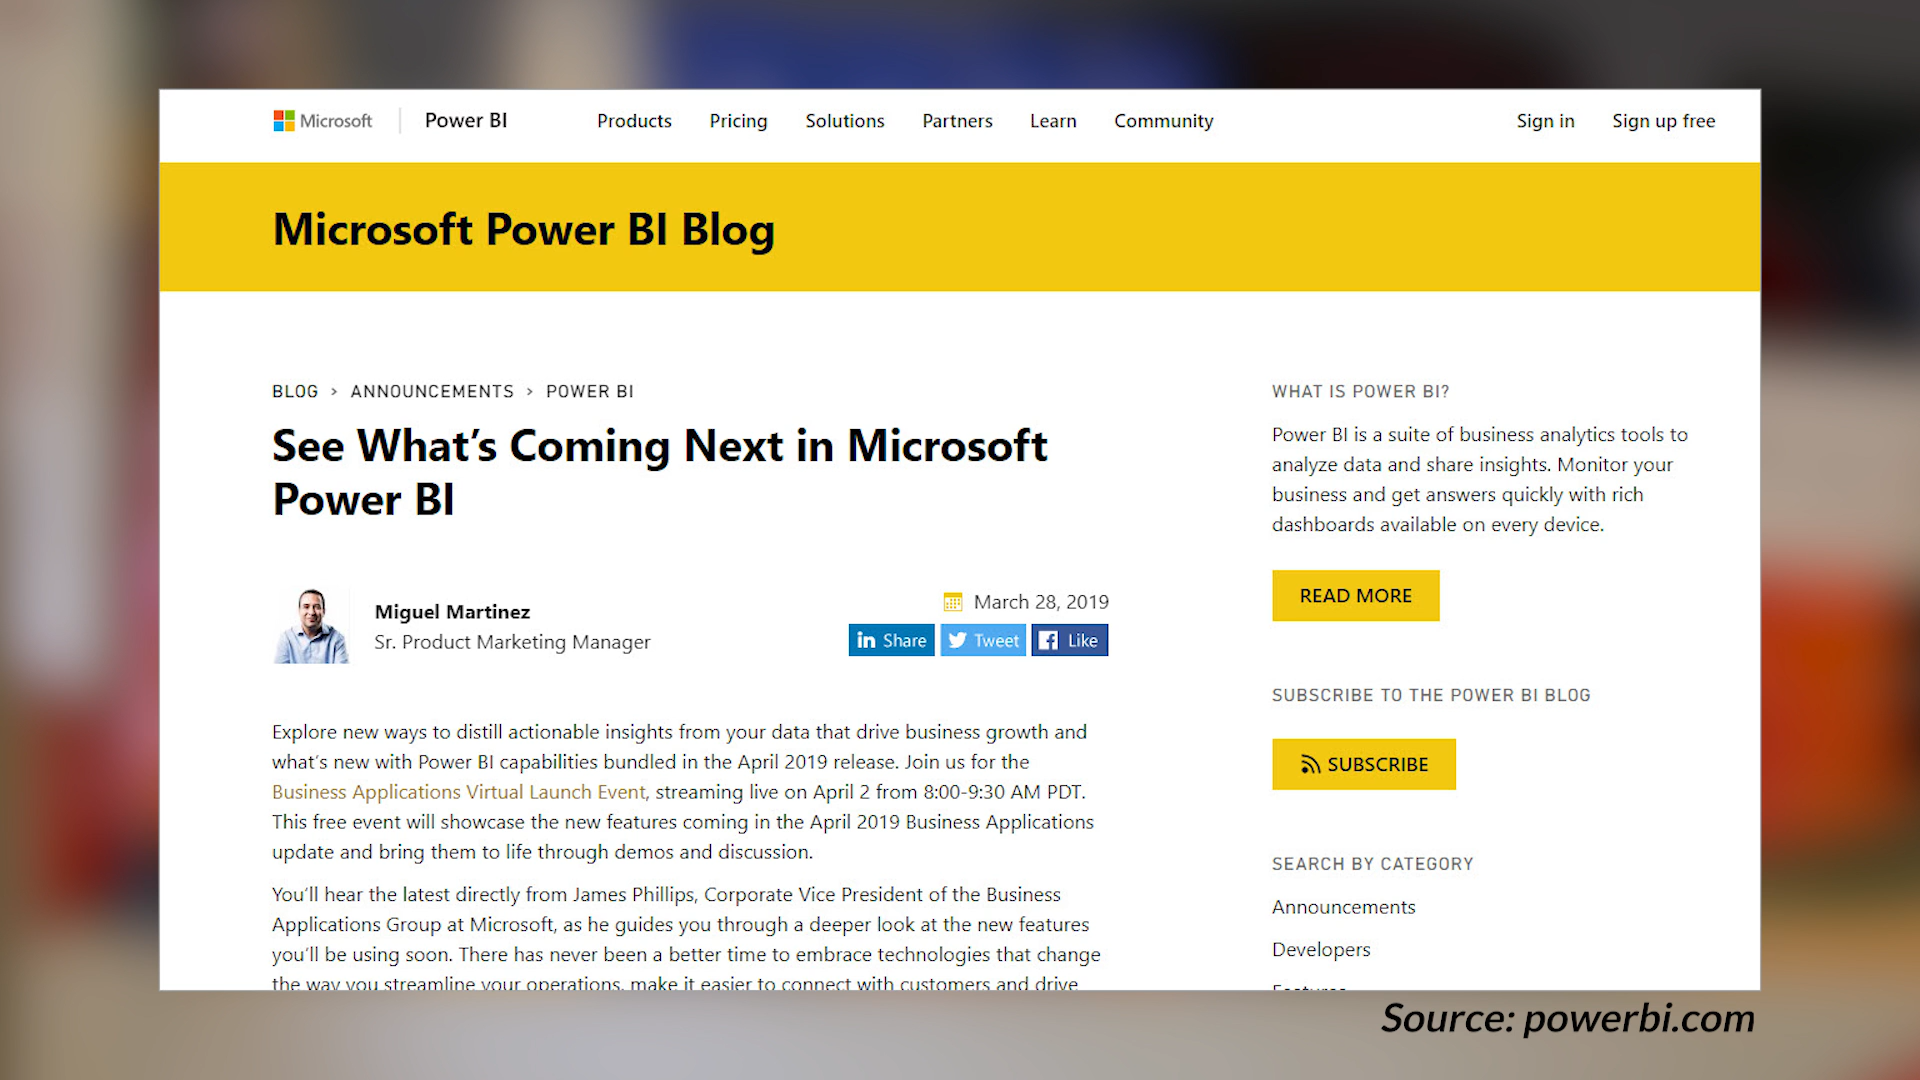 Microsoft Power BI Products Pricing Solutions Partners Learn Community Sign in Sign up free
Microsoft Power BI Blog
BLOG > ANNOUNCEMENTS > POWER BI
See What’s Coming Next in Microsoft
Power BI
Miguel Martinez
Sr. Product Marketing Manager
March 28, 2019
Share Tweet Like
Explore new ways to distill actionable insights from your data that drive business growth and
what’s new with Power BI capabilities bundled in the April 2019 release. Join us for the
Business Applications Virtual Launch Event, streaming live on April 2 from 8:00-9:30 AM PDT.
This free event will showcase the new features coming in the April 2019 Business Applications
update and bring them to life through demos and discussion.
You’ll hear the latest directly from James Phillips, Corporate Vice President of the Business
Applications Group at Microsoft, as he guides you through a deeper look at the new features
you’ll be using soon. There has never been a better time to embrace technologies that change
the way you streamline your operations, make it easier to connect with customers and drive
WHAT IS POWER BI?
Power BI is a suite of business analytics tools to
analyze data and share insights. Monitor your
business and get answers quickly with rich
dashboards available on every device.
READ MORE
SUBSCRIBE TO THE POWER BI BLOG
SUBSCRIBE
SEARCH BY CATEGORY
Announcements
Developers
Features
Source: powerbi.com